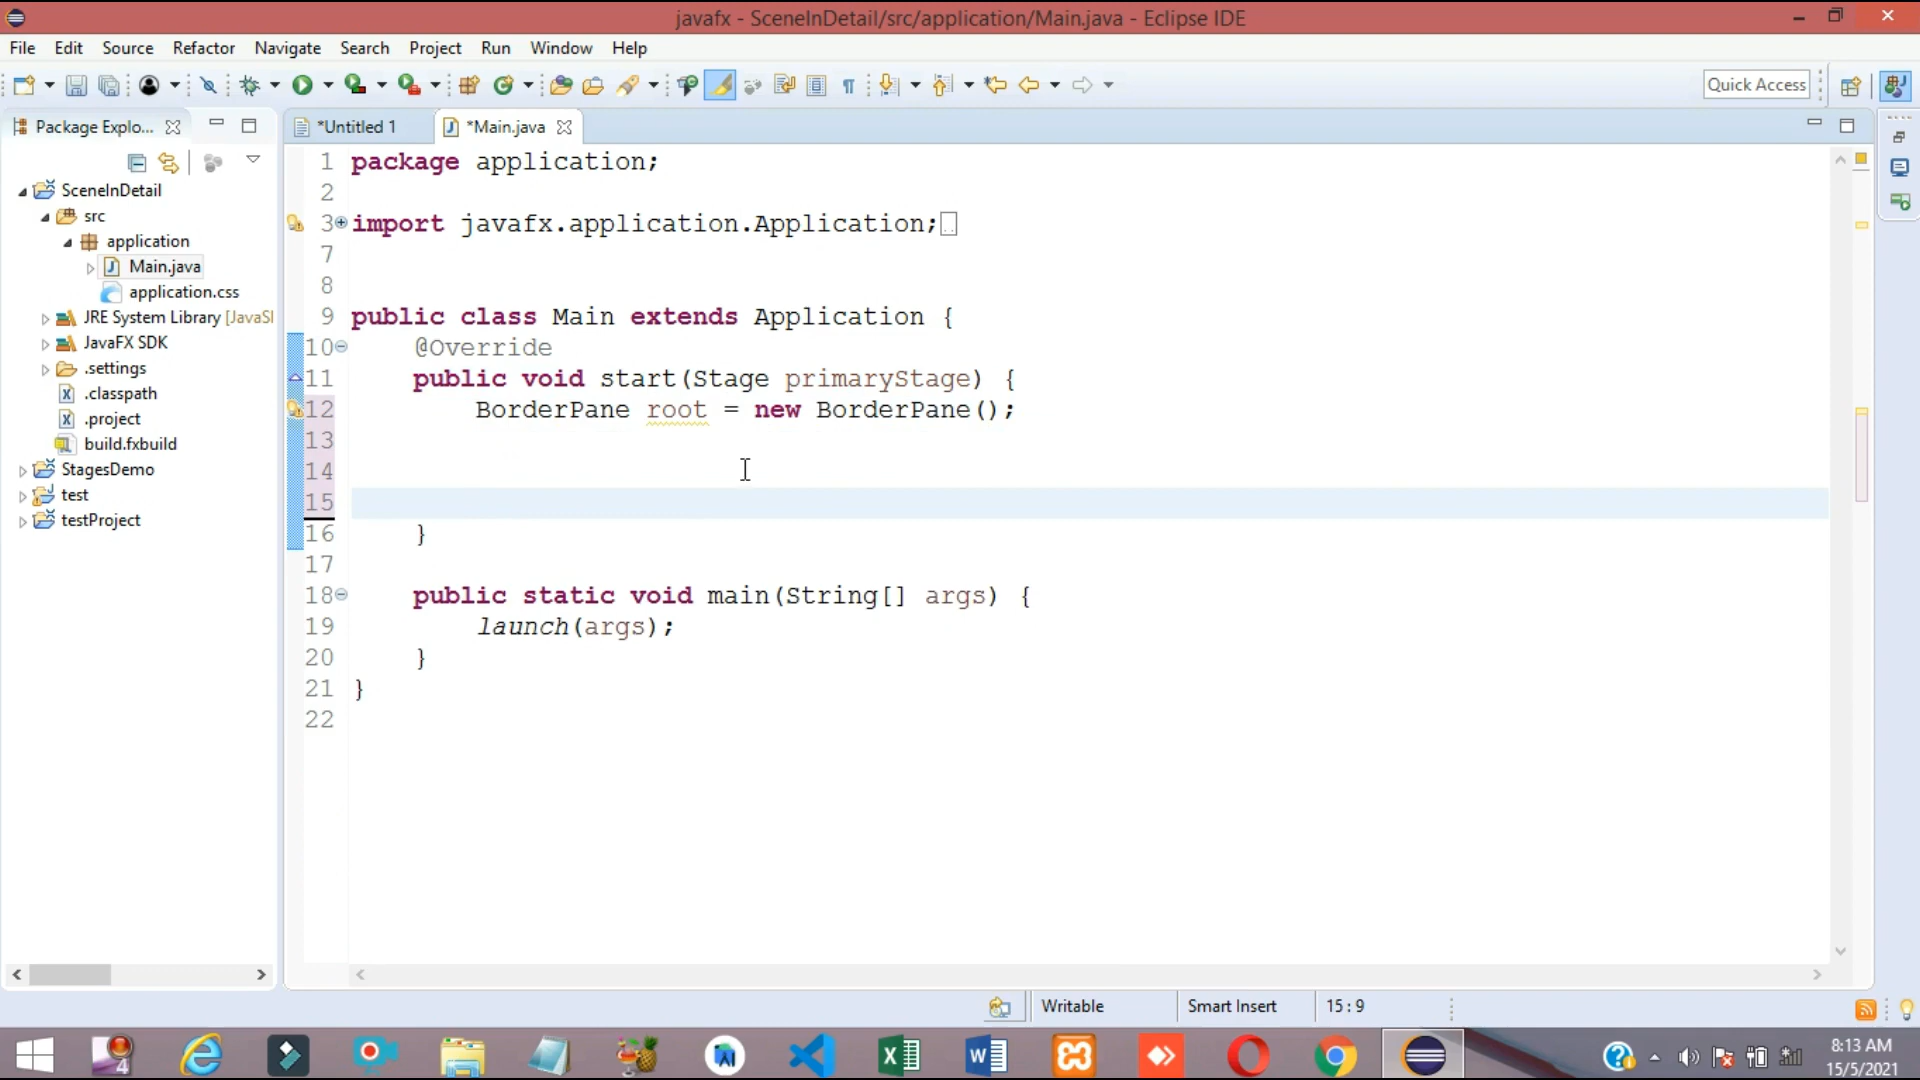 javafx - SceneInDetail/src/application/Main.java - Eclipse IDE
File Edit Source Refactor Navigate Search Project Run Window Help
Quick Access
Package Explo...
*Untitled 1
*Main.java
SceneInDetail
src
application
Main.java
application.css
JRE System Library [JavaSI
JavaFX SDK
.settings
.classpath
.project
build.fxbuild
StagesDemo
test
testProject
1 package application;
2
3 import javafx.application.Application;
7
8
9 public class Main extends Application {
10 @Override
11 public void start(Stage primaryStage) {
12 BorderPane root = new BorderPane();
13
14
15
16 }
17
18 public static void main(String[] args) {
19 launch(args);
20 }
21 }
22
Writable Smart Insert 15 : 9
4
8:13 AM
15/5/2021